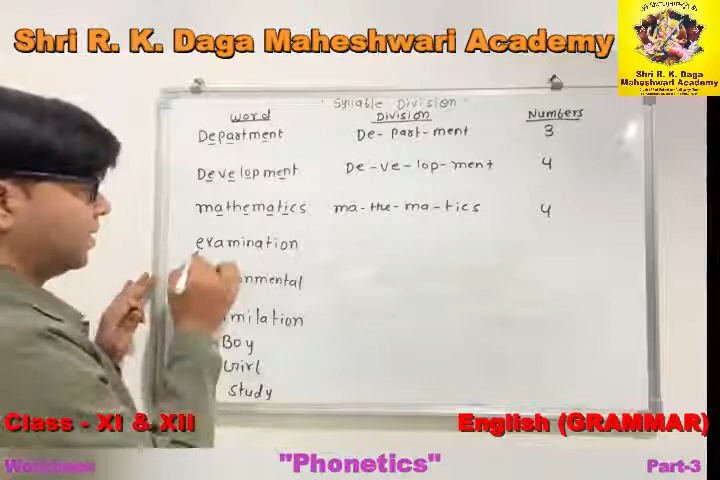 Shri R. K. Daga Maheshwari Academy
Shri R. K. Daga
Maheshwari Academy
"Syllable Division"
Word Division Numbers
Department De-part-ment 3
Development De-ve-lop-ment 4
mathematics ma-the-ma-tics 4
examination
onmental
milation
Boy
Girl
Study
Class - XI & XII English (GRAMMAR)
Workbook "Phonetics" Part-3